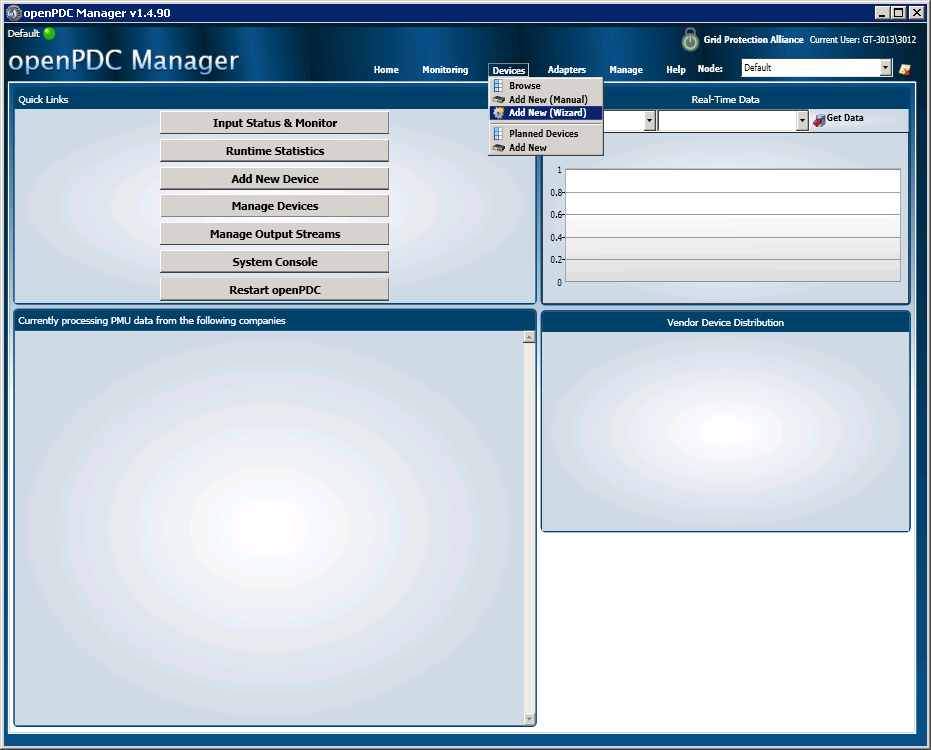 openPDC Manager v1.4.90
Default
openPDC Manager
Grid Protection Alliance Current User: GT-3013\3012
Home Monitoring Devices Adapters Manage Help Node: Default
Browse
Add New (Manual)
Add New (Wizard)
Planned Devices
Add New
Quick Links
Input Status & Monitor
Runtime Statistics
Add New Device
Manage Devices
Manage Output Streams
System Console
Restart openPDC
Real-Time Data
Get Data
1
0.8
0.6
0.4
0.2
0
Currently processing PMU data from the following companies
Vendor Device Distribution